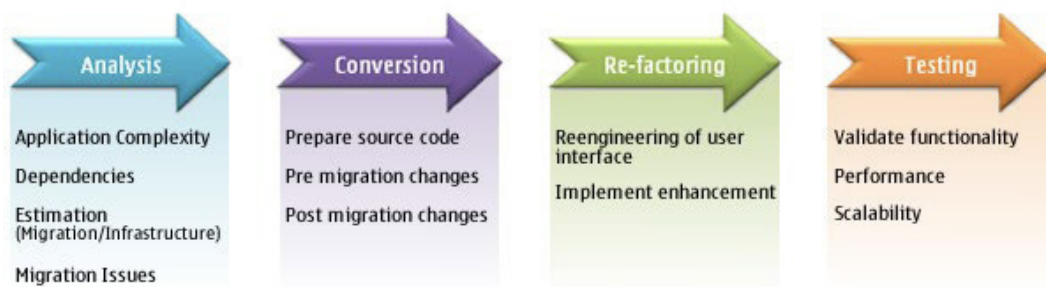 Analysis
Application Complexity
Dependencies
Estimation
(Migration/Infrastructure)
Migration Issues
Conversion
Prepare source code
Pre migration changes
Post migration changes
Re-factoring
Reengineering of user
interface
Implement enhancement
Testing
Validate functionality
Performance
Scalability